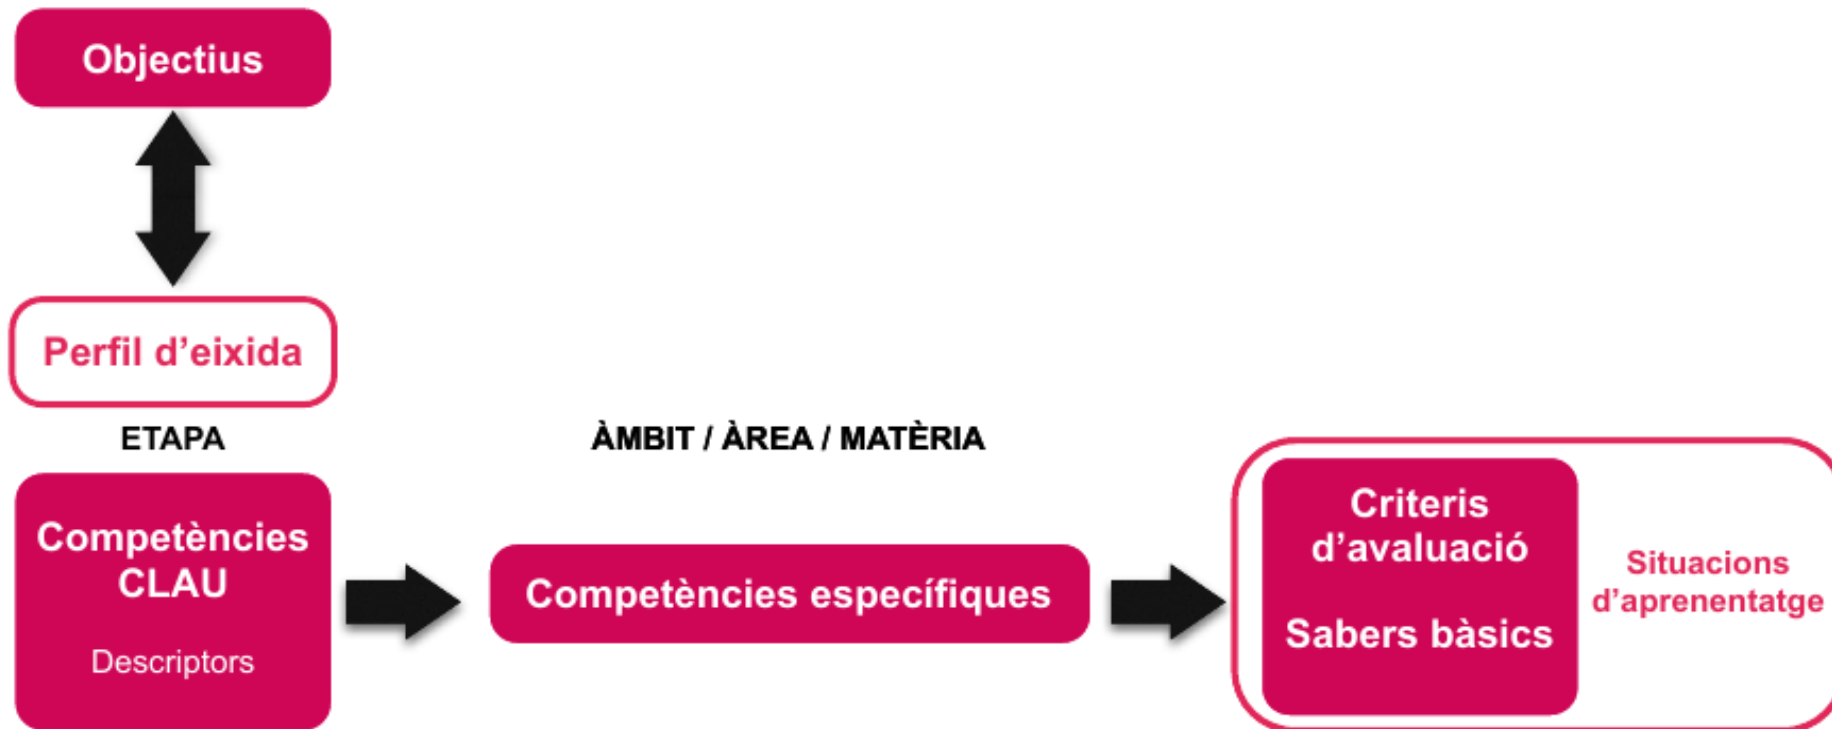 Objectius
Perfil d’eixida
ETAPA
ÀMBIT / ÀREA / MATÈRIA
Competències
CLAU
Descriptors
Competències específiques
Criteris
d’avaluació
Sabers bàsics
Situacions
d’aprenentatge